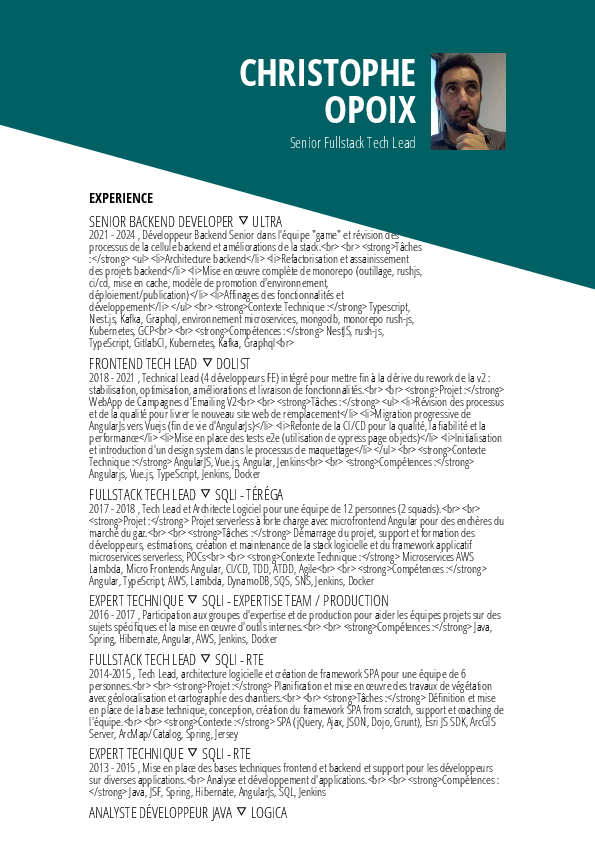 CHRISTOPHE
OPOIX
Senior Fullstack Tech Lead
EXPERIENCE
SENIOR BACKEND DEVELOPER ▽ ULTRA
2021 - 2024 , Développeur Backend Senior dans l'équipe "game" et révision des
processus de la cellule backend et améliorations de la stack.<br> <br> <strong>Tâches
:</strong> <ul> <li>Architecture backend</li> <li>Refactorisation et assainissement
des projets backend</li> <li>Mise en œuvre complète de monorepo (outillage, rushjs,
ci/cd, mise en cache, modèle de promotion d'environnement,
déploiement/publication)</li> <li>Affinages des fonctionnalités et
développement</li> </ul> <br> <strong>Contexte Technique :</strong> Typescript,
Nest.js, Kafka, Graphql, environnement microservices, mongodb, monorepo rush-js,
Kubernetes, GCP<br> <br> <strong>Compétences :</strong> NestJS, rush-js,
TypeScript, GitlabCI, Kubernetes, Kafka, Graphql<br>
FRONTEND TECH LEAD ▽ DOLIST
2018 - 2021 , Technical Lead (4 développeurs FE) intégré pour mettre fin à la dérive du rework de la v2 :
stabilisation, optimisation, améliorations et livraison de fonctionnalités.<br> <br> <strong>Projet :</strong>
WebApp de Campagnes d'Emailing V2<br> <br> <strong>Tâches :</strong> <ul> <li>Révision des processus
et de la qualité pour livrer le nouveau site web de remplacement</li> <li>Migration progressive de
AngularJs vers Vuejs (fin de vie d'AngularJs)</li> <li>Refonte de la CI/CD pour la qualité, la fiabilité et la
performance</li> <li>Mise en place des tests e2e (utilisation de cypress page objects)</li> <li>Initialisation
et introduction d'un design system dans le processus de maquettage</li> </ul> <br> <strong>Contexte
Technique :</strong> AngularJS, Vue.js, Angular, Jenkins<br> <br> <strong>Compétences :</strong>
Angularjs, Vue.js, TypeScript, Jenkins, Docker
FULLSTACK TECH LEAD ▽ SQLI - TÉRÉGA
2017 - 2018 , Tech Lead et Architecte Logiciel pour une équipe de 12 personnes (2 squads).<br> <br>
<strong>Projet :</strong> Projet serverless à forte charge avec microfrontend Angular pour des enchères du
marché du gaz.<br> <br> <strong>Tâches :</strong> Démarrage du projet, support et formation des
développeurs, estimations, création et maintenance de la stack logicielle et du framework applicatif
microservices serverless, POCs<br> <br> <strong>Contexte Technique :</strong> Microservices AWS
Lambda, Micro Frontends Angular, CI/CD, TDD, ATDD, Agile<br> <br> <strong>Compétences :</strong>
Angular, TypeScript, AWS, Lambda, DynamoDB, SQS, SNS, Jenkins, Docker
EXPERT TECHNIQUE ▽ SQLI - EXPERTISE TEAM / PRODUCTION
2016 - 2017 , Participation aux groupes d'expertise et de production pour aider les équipes projets sur des
sujets spécifiques et la mise en œuvre d'outils internes.<br> <br> <strong>Compétences :</strong> Java,
Spring, Hibernate, Angular, AWS, Jenkins, Docker
FULLSTACK TECH LEAD ▽ SQLI - RTE
2014-2015 , Tech Lead, architecture logicielle et création de framework SPA pour une équipe de 6
personnes.<br> <br> <strong>Projet :</strong> Planification et mise en œuvre des travaux de végétation
avec géolocalisation et cartographie des chantiers.<br> <br> <strong>Tâches :</strong> Définition et mise
en place de la base technique, conception, création du framework SPA from scratch, support et coaching de
l'équipe.<br> <br> <strong>Contexte :</strong> SPA (jQuery, Ajax, JSON, Dojo, Grunt), Esri JS SDK, ArcGIS
Server, ArcMap/Catalog, Spring, Jersey
EXPERT TECHNIQUE ▽ SQLI - RTE
2013 - 2015 , Mise en place des bases techniques frontend et backend et support pour les développeurs
sur diverses applications.<br> Analyse et développement d'applications.<br> <br> <strong>Compétences :
</strong> Java, JSF, Spring, Hibernate, AngularJs, SQL, Jenkins
ANALYSTE DÉVELOPPEUR JAVA ▽ LOGICA